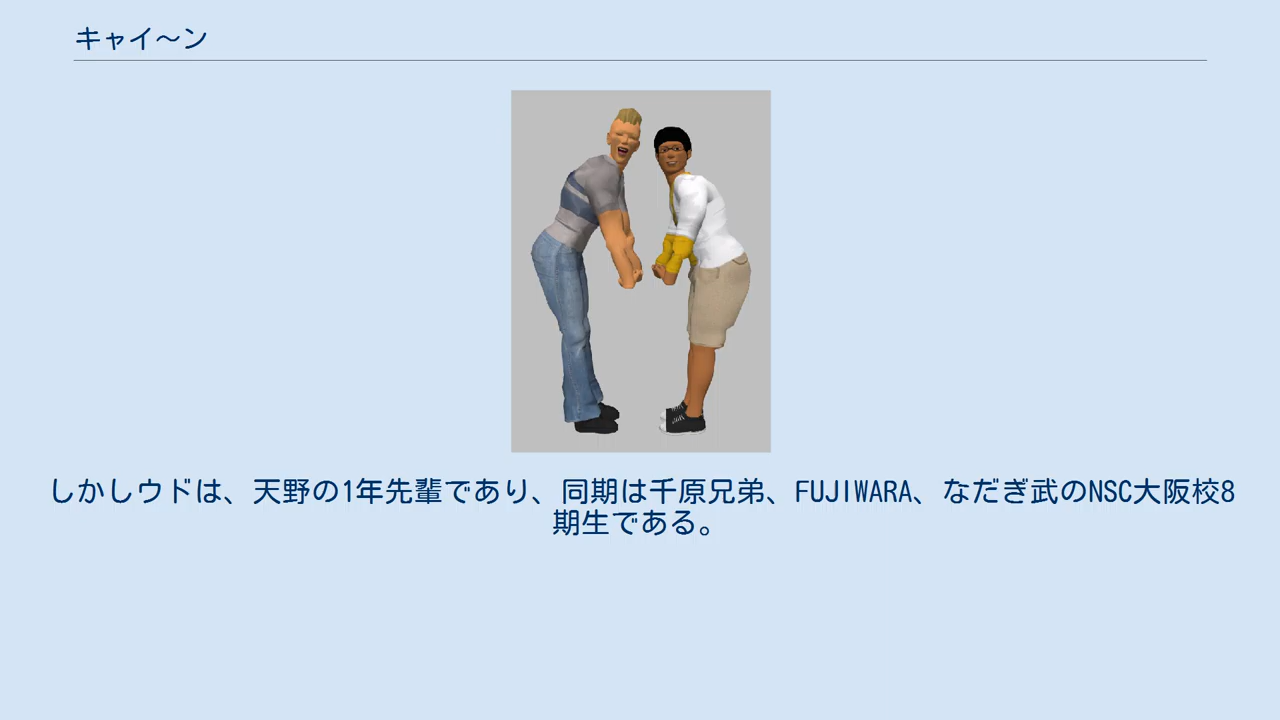 キャイ〜ン
しかしウドは、天野の1年先輩であり、同期は千原兄弟、FUJIWARA、なだぎ武のNSC大阪校8
期生である。